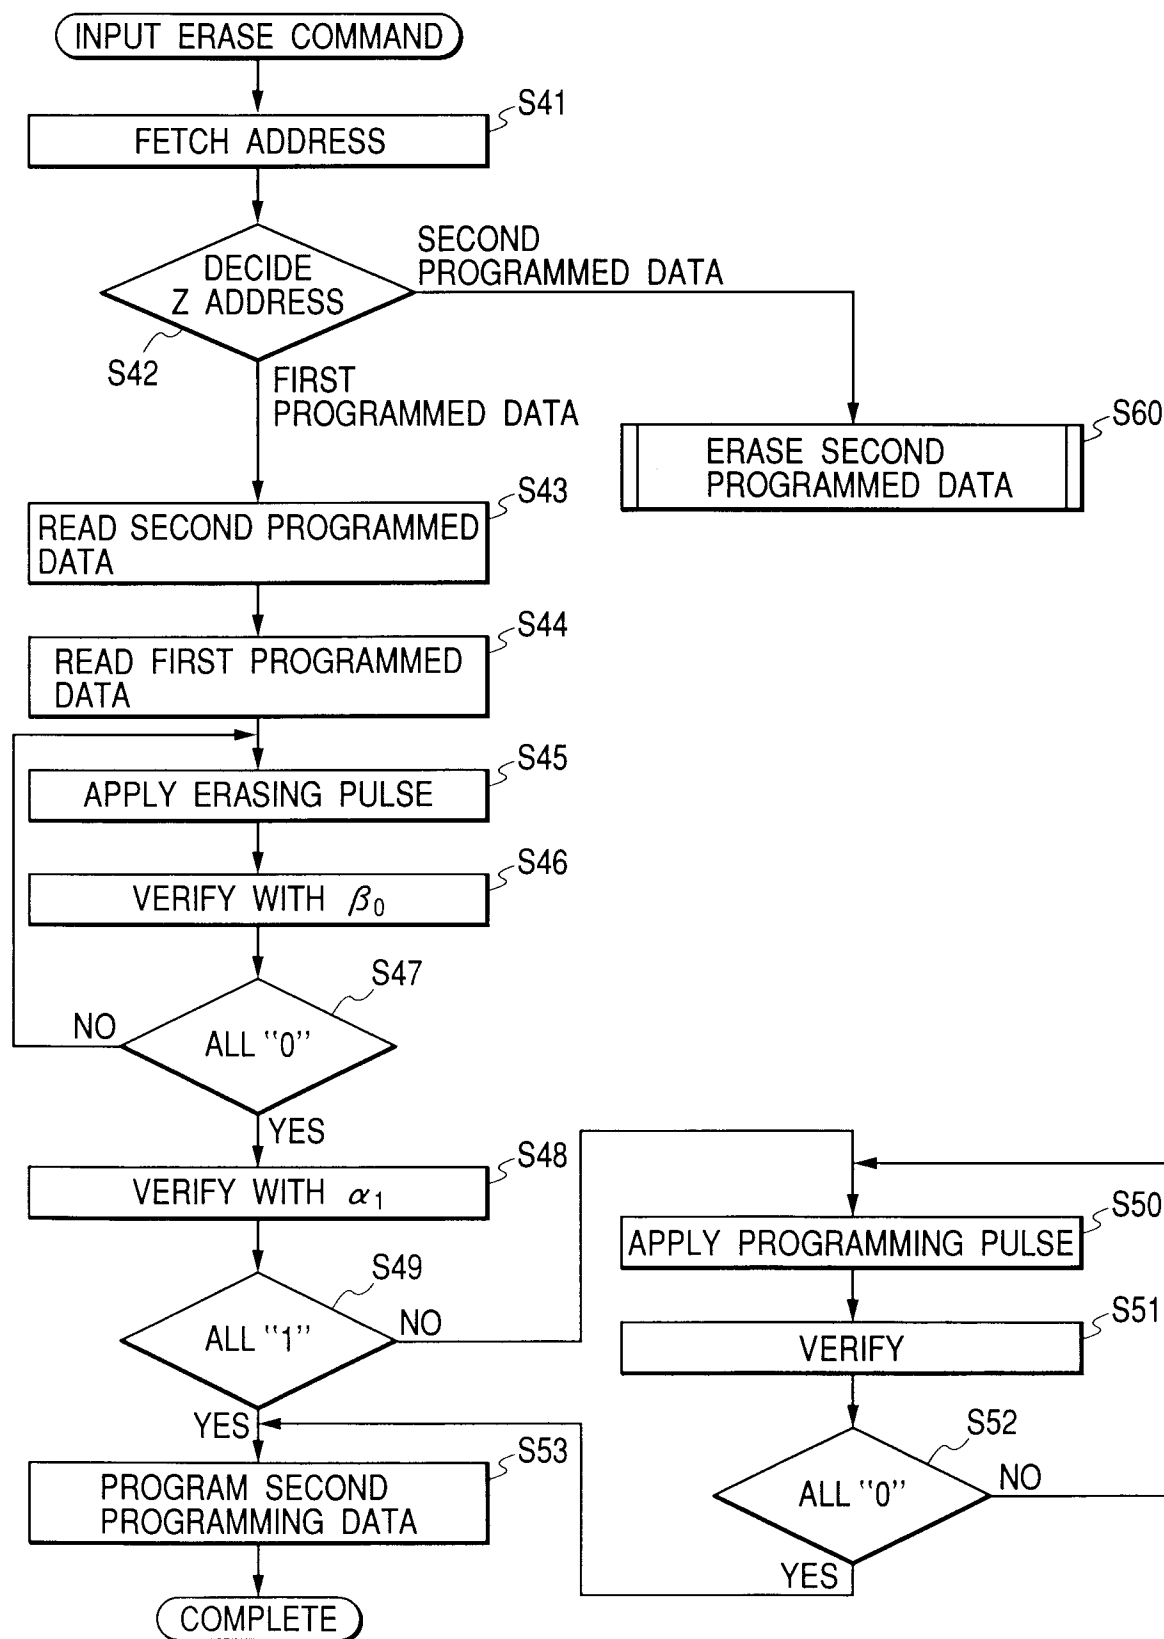 INPUT ERASE COMMAND
S41
FETCH ADDRESS
DECIDE
Z ADDRESS
S42
SECOND
PROGRAMMED DATA
FIRST
PROGRAMMED DATA
S60
ERASE SECOND
PROGRAMMED DATA
S43
READ SECOND PROGRAMMED
DATA
S44
READ FIRST PROGRAMMED
DATA
S45
APPLY ERASING PULSE
S46
VERIFY WITH β0
S47
ALL "0"
NO
YES
S48
VERIFY WITH α1
S49
ALL "1"
NO
YES
S50
APPLY PROGRAMMING PULSE
S51
VERIFY
S52
ALL "0"
NO
YES
S53
PROGRAM SECOND
PROGRAMMING DATA
COMPLETE